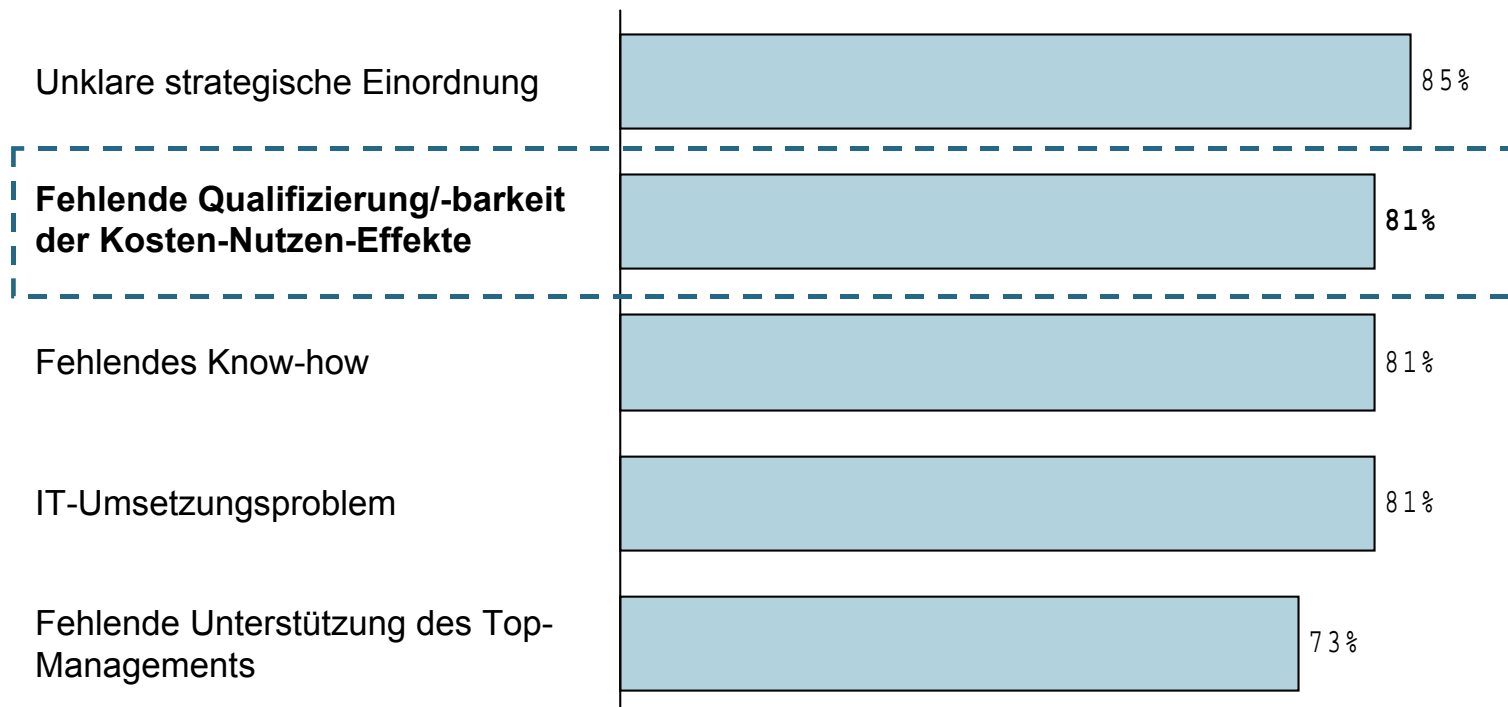 Unklare strategische Einordnung
85%
Fehlende Qualifizierung/-barkeit
der Kosten-Nutzen-Effekte
81%
Fehlendes Know-how
81%
IT-Umsetzungsproblem
81%
Fehlende Unterstützung des Top-
Managements
73%